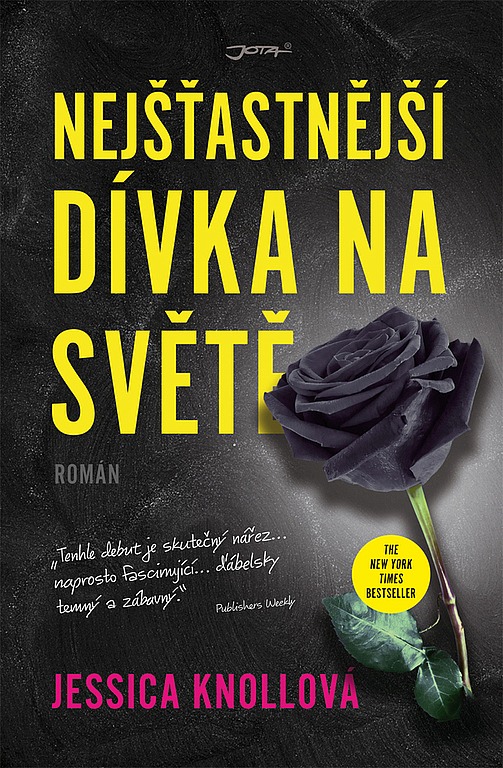 JOTA®
NEJŠŤASTNĚJŠÍ
DÍVKA NA
SVĚTĚ
ROMÁN
„Tenhle debut je skutečný nářez...
naprosto fascinující... ďábelsky
temný a zábavný.“
Publishers Weekly
THE
NEW YORK
TIMES
BESTSELLER
JESSICA KNOLLOVÁ